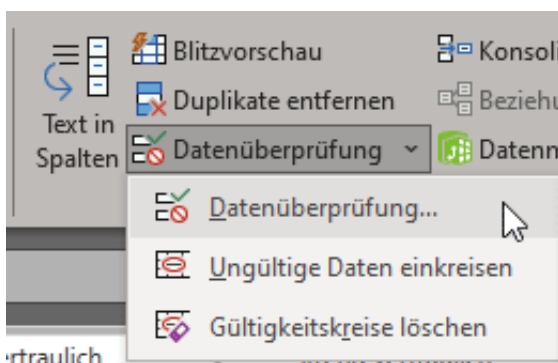 Blitzvorschau
Duplikate entfernen
Text in
Spalten
Datenüberprüfung
Datenüberprüfung...
Ungültige Daten einkreisen
Gültigkeitskreise löschen
Konsoli
Beziehu
Datenm
ertraulich